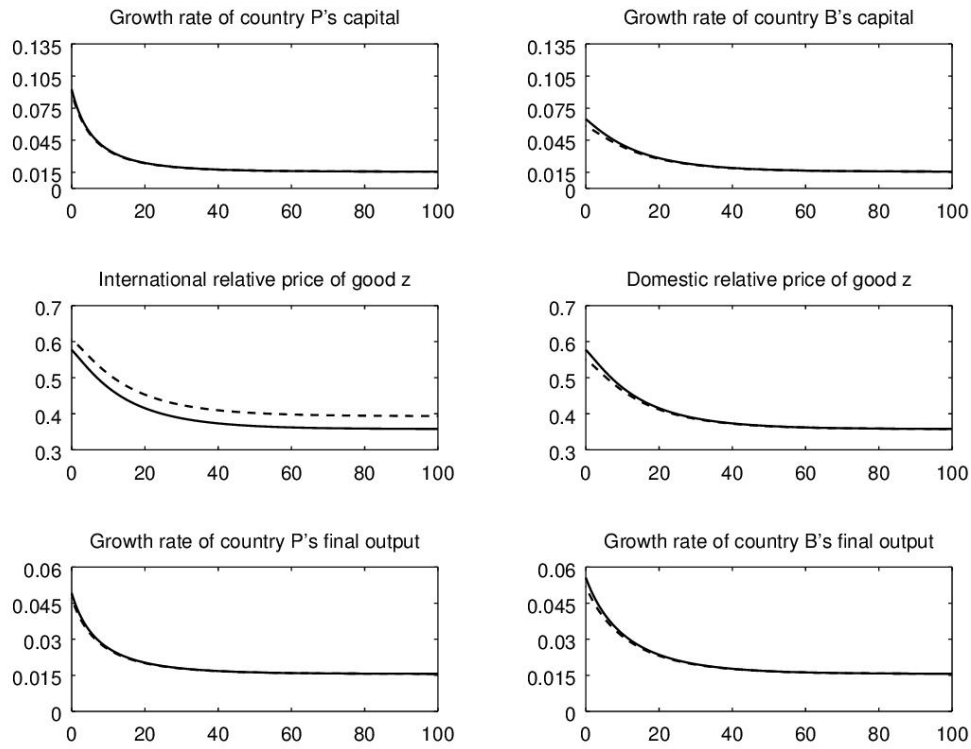 Growth rate of country P's capital
0.135
0.105
0.075
0.045
0.015
0
0 20 40 60 80 100
Growth rate of country B's capital
0.135
0.105
0.075
0.045
0.015
0
0 20 40 60 80 100
International relative price of good z
0.7
0.6
0.5
0.4
0.3
0 20 40 60 80 100
Domestic relative price of good z
0.7
0.6
0.5
0.4
0.3
0 20 40 60 80 100
Growth rate of country P's final output
0.06
0.045
0.03
0.015
0
0 20 40 60 80 100
Growth rate of country B's final output
0.06
0.045
0.03
0.015
0
0 20 40 60 80 100